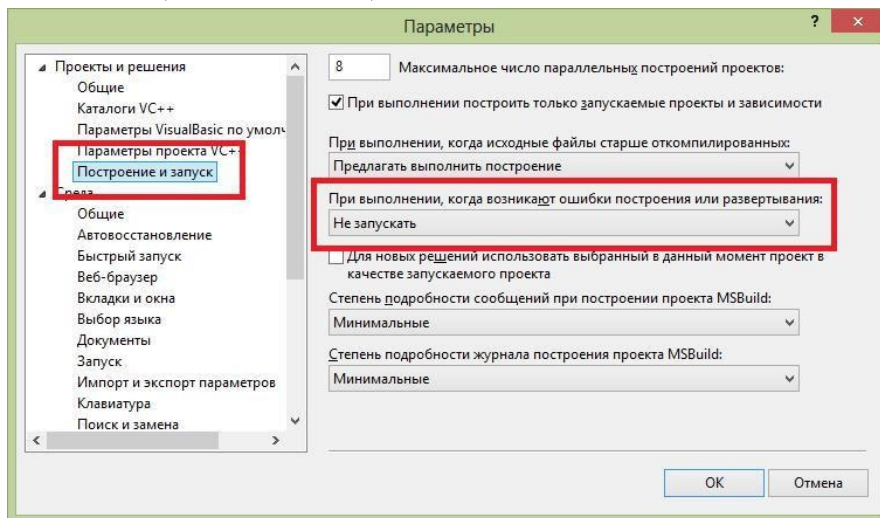 Параметры
?
×
Проекты и решения
Общие
Каталоги VC++
Параметры VisualBasic по умолч
Параметры проекта VC+
Построение и запуск
Среда
Общие
Автовосстановление
Быстрый запуск
Веб-браузер
Вкладки и окна
Выбор языка
Документы
Запуск
Импорт и экспорт параметров
Клавиатура
Поиск и замена
8 Максимальное число параллельных построений проектов:
При выполнении построить только запускаемые проекты и зависимости
При выполнении, когда исходные файлы старше откомпилированных:
Предлагать выполнить построение
При выполнении, когда возникают ошибки построения или развертывания:
Не запускать
Для новых решений использовать выбранный в данный момент проект в
качестве запускаемого проекта
Степень подробности сообщений при построении проекта MSBuild:
Минимальные
Степень подробности журнала построения проекта MSBuild:
Минимальные
OK
Отмена